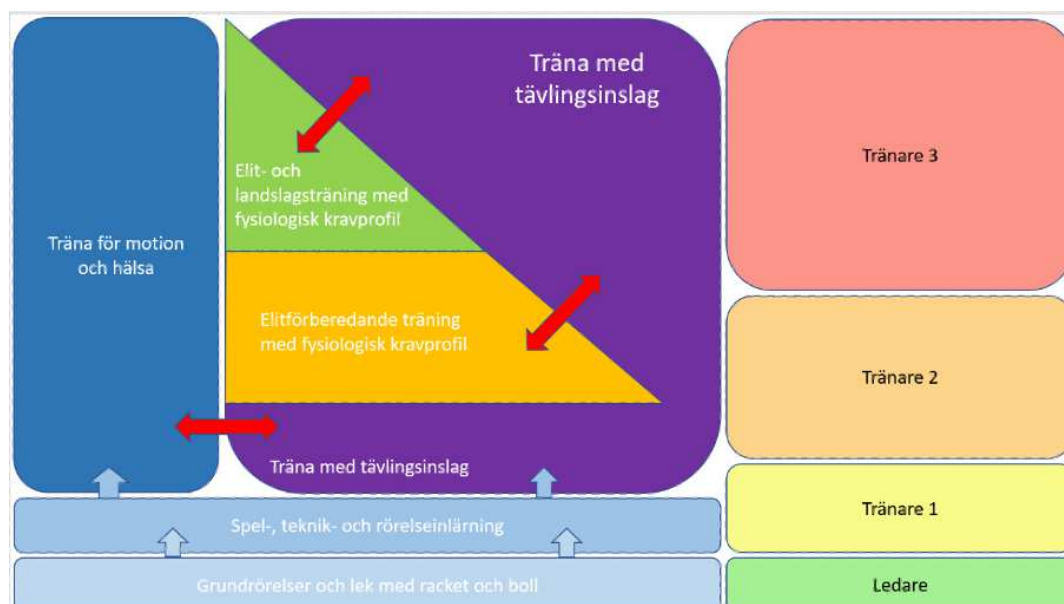 Träna med
tävlingsinslag
Elit- och
landslagsträning med
fysiologisk kravprofil
Träna för motion
och hälsa
Elitförberedande träning
med fysiologisk kravprofil
Träna med tävlingsinslag
Spel-, teknik- och rörelseinlärning
Grundrörelser och lek med racket och boll
Tränare 3
Tränare 2
Tränare 1
Ledare